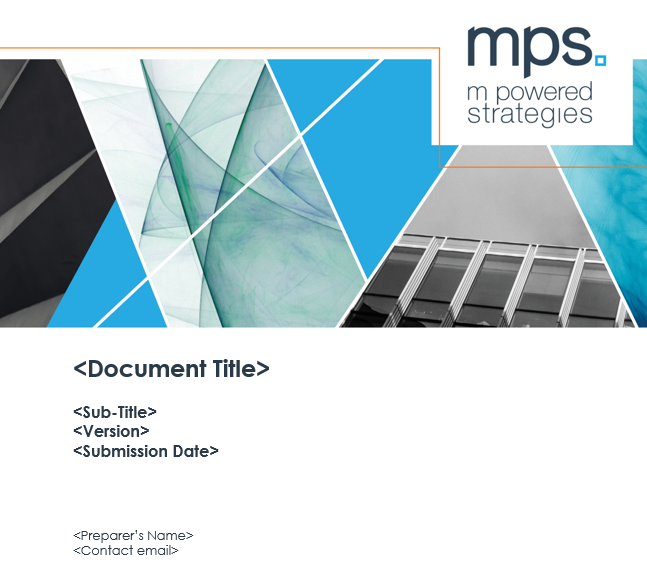 mps.
m powered
strategies
<Document Title>
<Sub-Title>
<Version>
<Submission Date>
<Preparer's Name>
<Contact email>